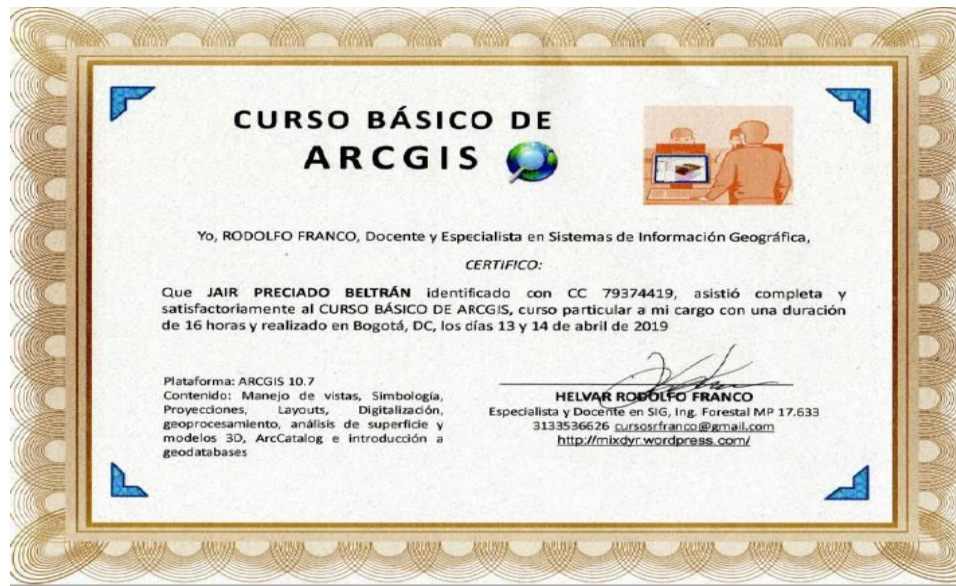 CURSO BÁSICO DE
ARCGIS
Yo, RODOLFO FRANCO, Docente y Especialista en Sistemas de Información Geográfica,
CERTIFICO:
Que JAIR PRECIADO BELTRÁN identificado con CC 79374419, asistió completa y
satisfactoriamente al CURSO BÁSICO DE ARCGIS, curso particular a mi cargo con una duración
de 16 horas y realizado en Bogotá, DC, los días 13 y 14 de abril de 2019
Plataforma: ARCGIS 10.7
Contenido: Manejo de vistas, Simbología,
Proyecciones, Layouts, Digitalización,
geoprocesamiento, análisis de superficie y
modelos 3D, ArcCatalog e introducción a
geodatabases
HELVAR RODOLFO FRANCO
Especialista y Docente en SIG, Ing. Forestal MP 17.633
3133536626 cursosrfranco@gmail.com
http://mixdyr.wordpress.com/